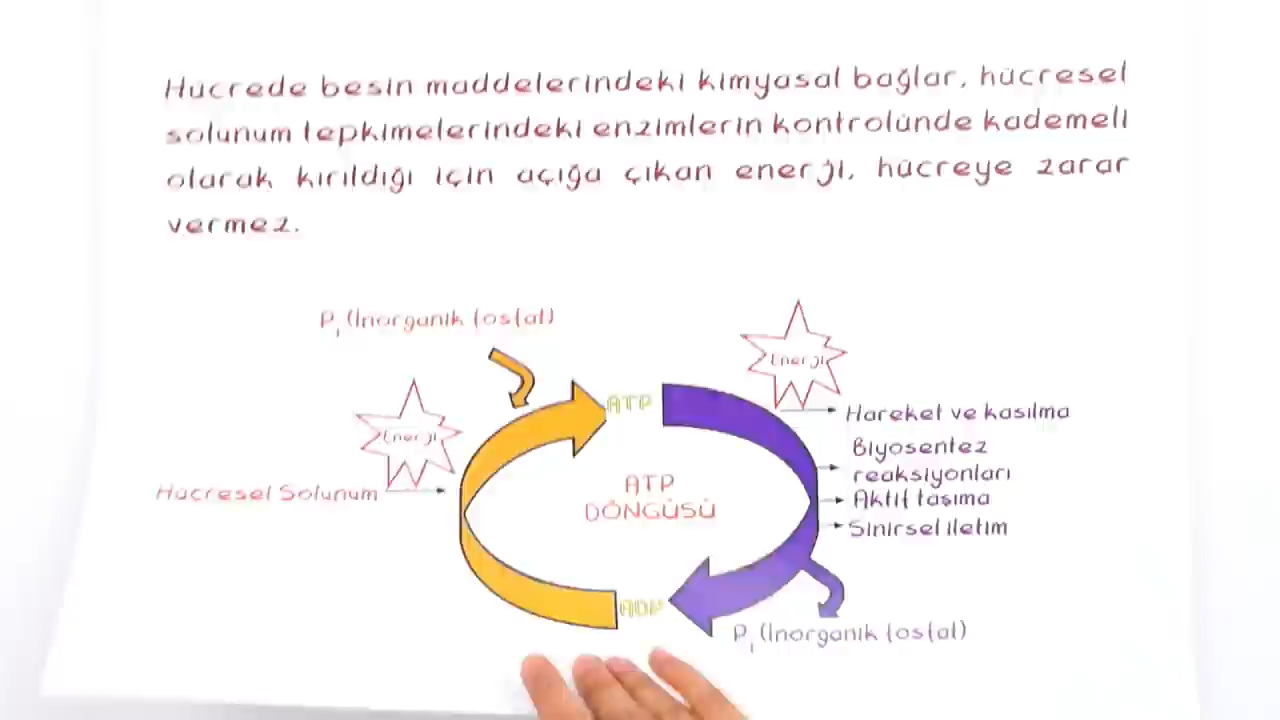 Hücrede besin maddelerindeki kimyasal bağlar, hücresel
solunum tepkimelerindeki enzimlerin kontrolünde kademeli
olarak kırıldığı için açığa çıkan enerji, hücreye zarar
vermez.
Pi (İnorganik fosfat)
Enerji
Enerji
ATP
Hareket ve kasılma
Biyosentez
reaksiyonları
Hücresel Solunum
ATP
DÖNGÜSÜ
Aktif taşıma
Sinirsel iletim
ADP
Pi (İnorganik fosfat)